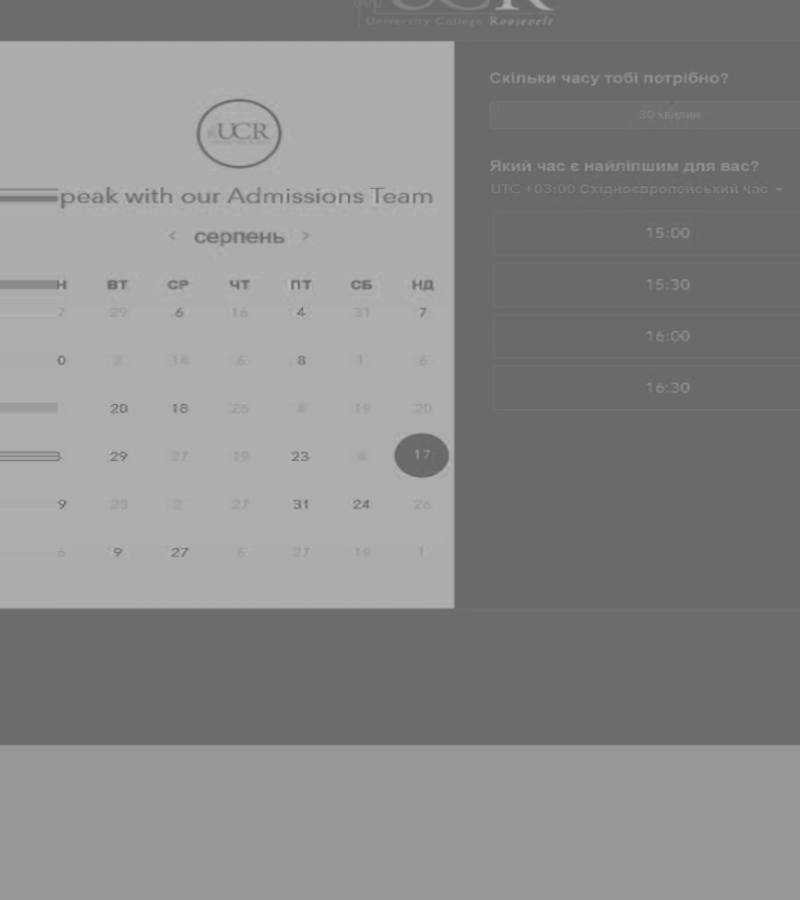 UCR
University College Roosevelt
UCR
peak with our Admissions Team
< серпень >
Н ВТ СР ЧТ ПТ СБ НД
7 29 6 16 4 31 7
0 2 14 6 8 1 6
20 18 26 4 19 20
29 27 19 23 4 17
9 28 2 27 31 24 26
6 9 27 6 27 19 1
Скільки часу тобі потрібно?
30 хвилин
Який час є найліпшим для вас?
UTC +03:00 Східноєвропейський час
15:00
15:30
16:00
16:30